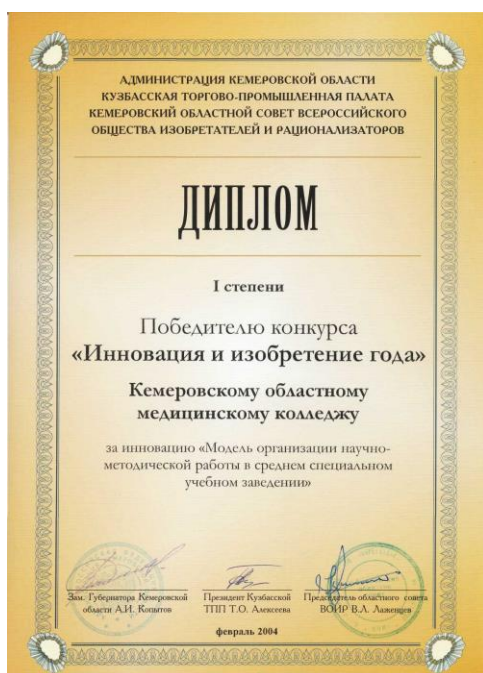 АДМИНИСТРАЦИЯ КЕМЕРОВСКОЙ ОБЛАСТИ
КУЗБАССКАЯ ТОРГОВО-ПРОМЫШЛЕННАЯ ПАЛАТА
КЕМЕРОВСКИЙ ОБЛАСТНОЙ СОВЕТ ВСЕРОССИЙСКОГО
ОБЩЕСТВА ИЗОБРЕТАТЕЛЕЙ И РАЦИОНАЛИЗАТОРОВ
ДИПЛОМ
I степени
Победителю конкурса
«Инновация и изобретение года»
Кемеровскому областному
медицинскому колледжу
за инновацию «Модель организации научно-
методической работы в среднем специальном
учебном заведении»
Зам. Губернатора Кемеровской
области А.И. Копытов
Президент Кузбасской
ТПП Т.О. Алексеева
Председатель областного совета
ВОИР В.Л. Лаженцев
февраль 2004